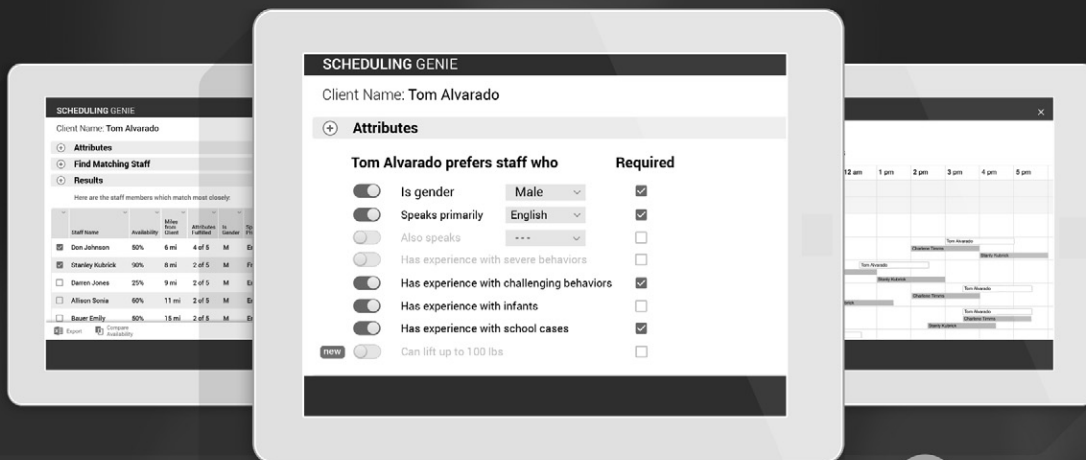 SCHEDULING GENIE
Client Name: Tom Alvarado
Attributes
Find Matching Staff
Results
Here are the staff members which match most closely:
Staff Name Availability Miles from Client Attributes Fulfilled Is Gender
Don Johnson 50% 6 mi 4 of 5 M
Stanley Kubrick 90% 8 mi 2 of 5 M
Darren Jones 25% 9 mi 2 of 5 M
Allison Sonia 60% 11 mi 2 of 5 M
Bauer Emily 50% 15 mi 2 of 5 M
Export Compare Availability
SCHEDULING GENIE
Client Name: Tom Alvarado
Attributes
Tom Alvarado prefers staff who Required
Is gender Male
Speaks primarily English
Also speaks ---
Has experience with severe behaviors
Has experience with challenging behaviors
Has experience with infants
Has experience with school cases
new Can lift up to 100 lbs
12 am 1 pm 2 pm 3 pm 4 pm 5 pm
Tom Alvarado
Charlene Timms
Stanly Kubrick
Tom Alvarado
Stanly Kubrick
Tom Alvarado
Charlene Timms
Tom Alvarado
Charlene Timms
Stanly Kubrick